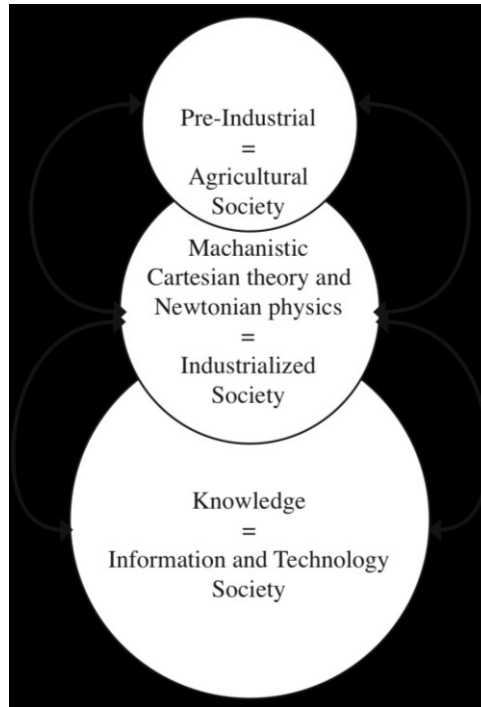 Pre-Industrial
=
Agricultural
Society
Machanistic
Cartesian theory and
Newtonian physics
=
Industrialized
Society
Knowledge
=
Information and Technology
Society